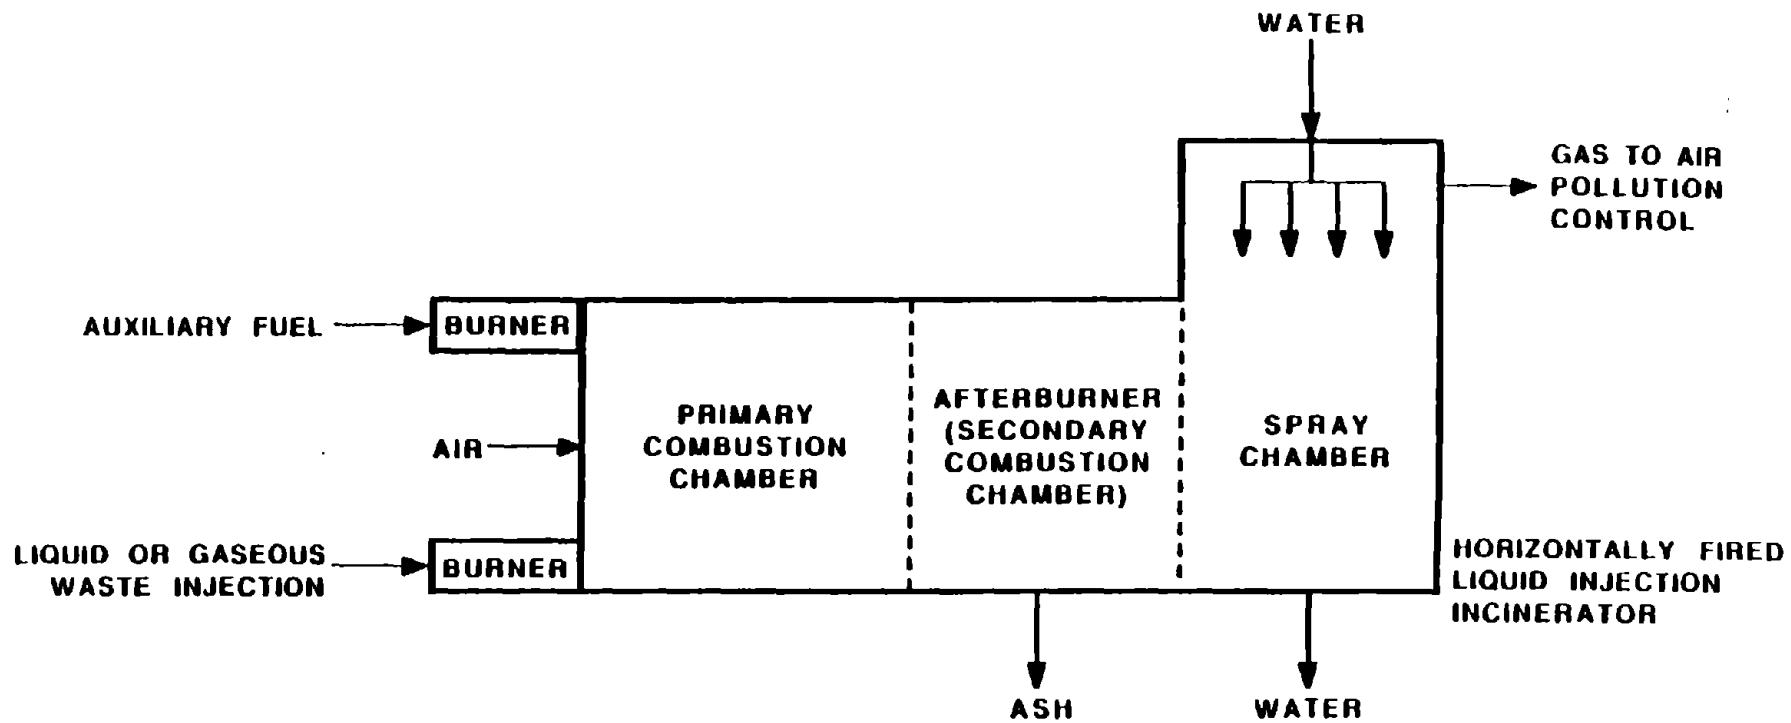 WATER
GAS TO AIR
POLLUTION
CONTROL
AUXILIARY FUEL
BURNER
PRIMARY
COMBUSTION
CHAMBER
AFTERBURNER
(SECONDARY
COMBUSTION
CHAMBER)
SPRAY
CHAMBER
AIR
LIQUID OR GASEOUS
WASTE INJECTION
BURNER
HORIZONTALLY FIRED
LIQUID INJECTION
INCINERATOR
ASH
WATER